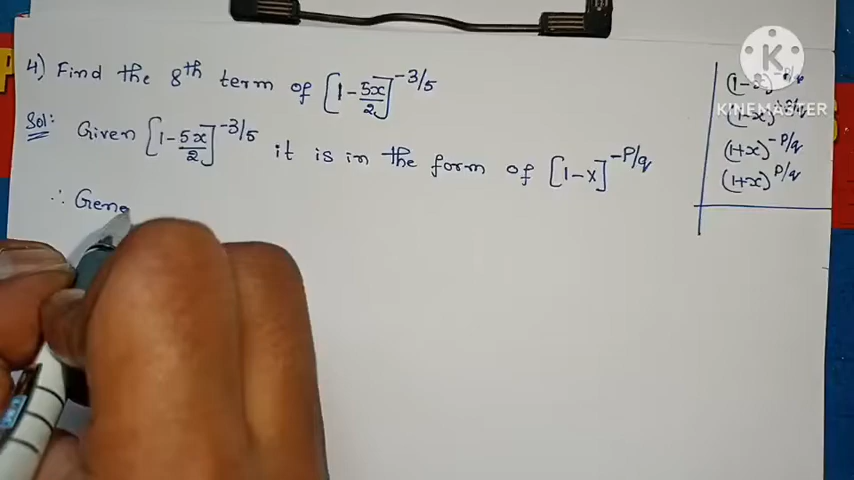 4) Find the 8th term of [1 - 5x/2]^-3/5
Sol: Given [1 - 5x/2]^-3/5 it is in the form of [1 - x]^-P/q
∴ Gene
(1-x)^-P/q
(1-x)^P/q
(1+x)^-P/q
(1+x)^P/q
KINEMASTER